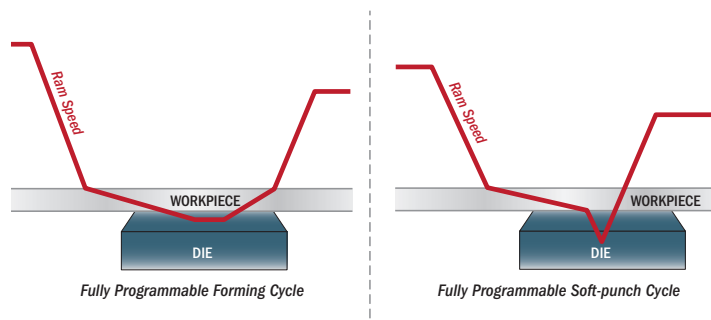 Ram Speed
WORKPIECE
DIE
Fully Programmable Forming Cycle
Ram Speed
WORKPIECE
DIE
Fully Programmable Soft-punch Cycle